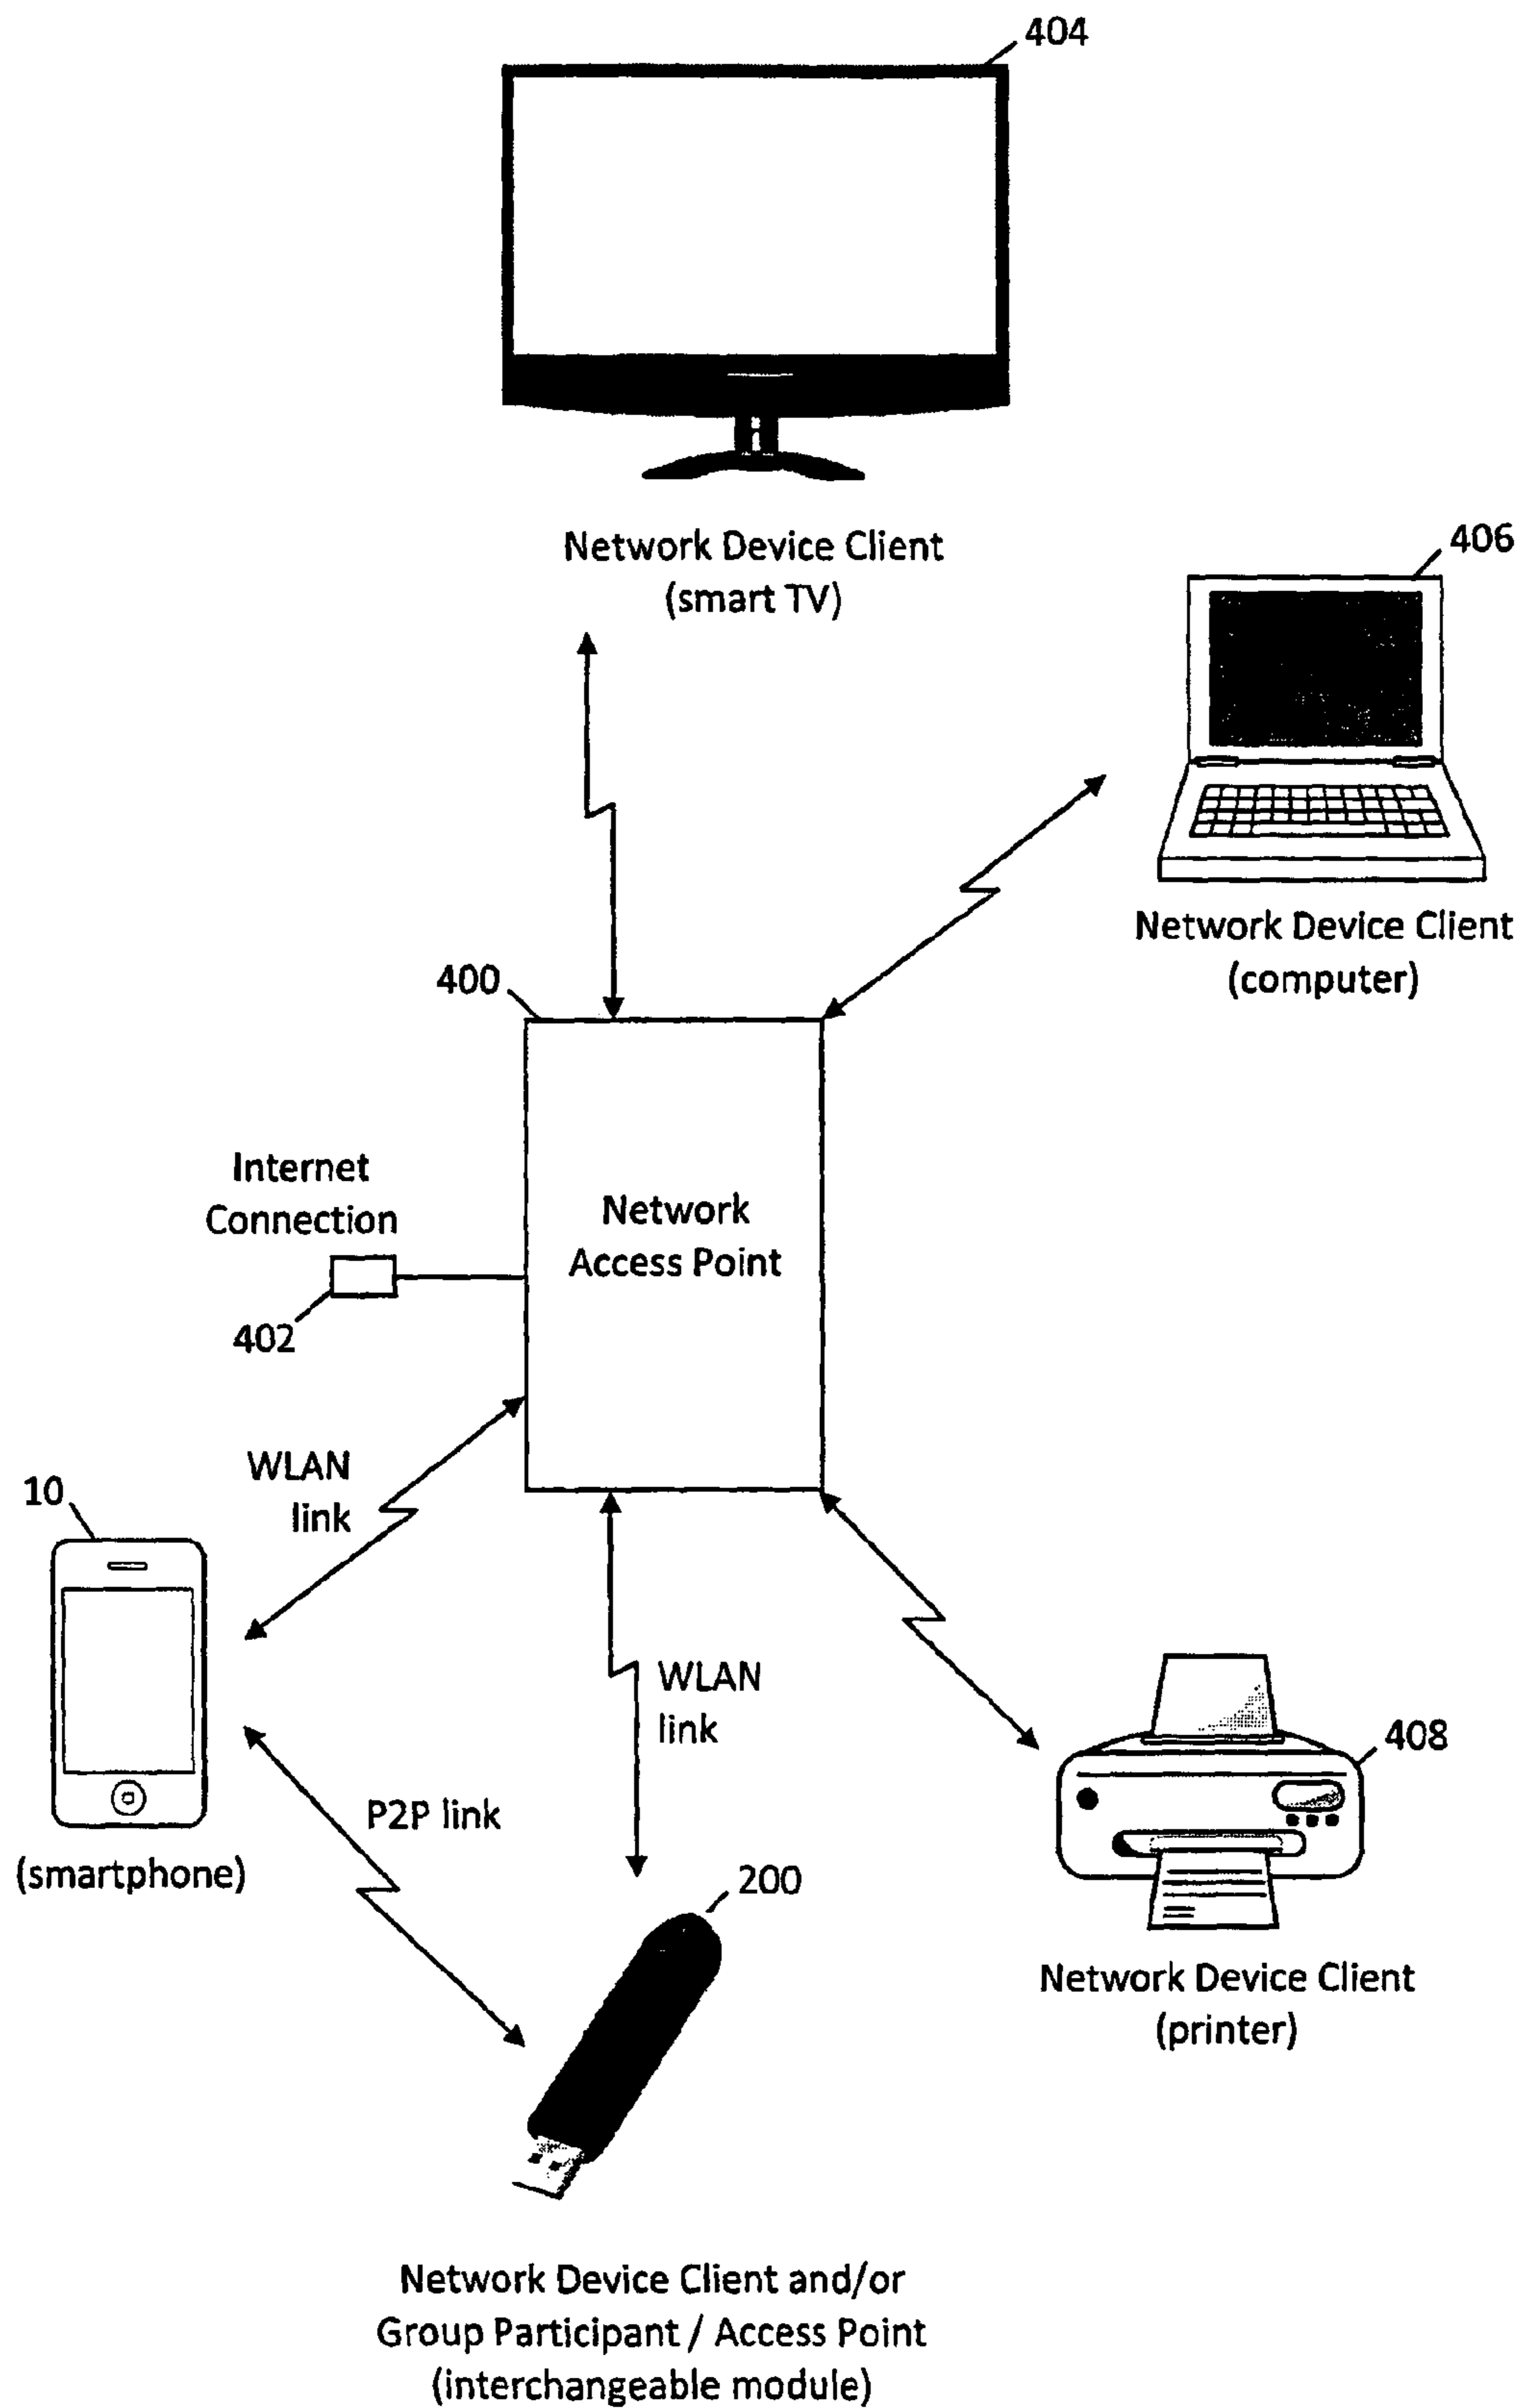 404
Network Device Client
(smart TV)
406
Network Device Client
(computer)
400
Internet
Connection
Network
Access Point
402
WLAN
link
10
(smartphone)
WLAN
link
P2P link
408
200
Network Device Client
(printer)
Network Device Client and/or
Group Participant / Access Point
(interchangeable module)